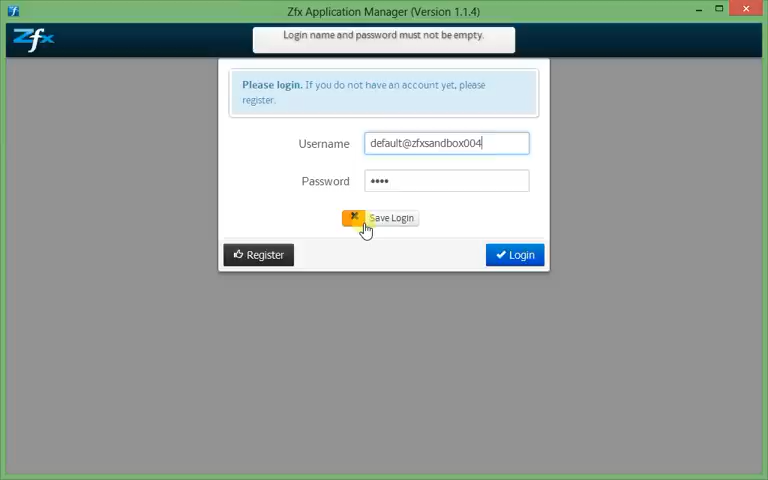 Zfx Application Manager (Version 1.1.4)
Zfx
Login name and password must not be empty.
Please login. If you do not have an account yet, please
register.
Username
default@zfxsandbox004
Password
••••
Save Login
Register
Login